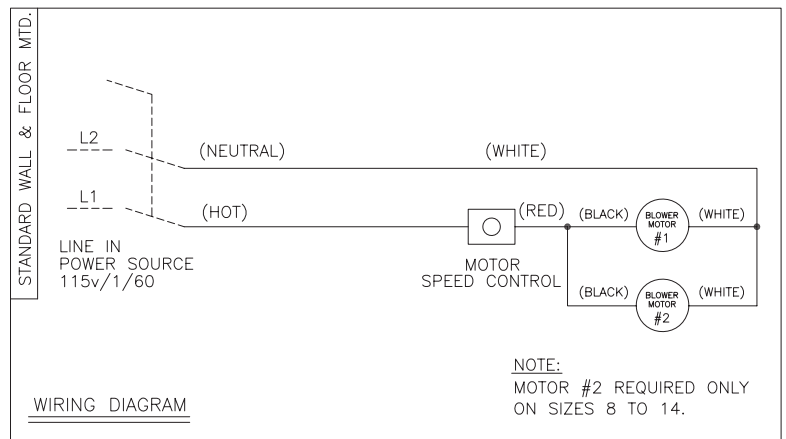 STANDARD WALL & FLOOR MTD.
L2
(NEUTRAL)
(WHITE)
L1
(HOT)
(RED)
(BLACK)
BLOWER
MOTOR
#1
(WHITE)
LINE IN
POWER SOURCE
115v/1/60
MOTOR
SPEED CONTROL
(BLACK)
BLOWER
MOTOR
#2
(WHITE)
NOTE:
MOTOR #2 REQUIRED ONLY
ON SIZES 8 TO 14.
WIRING DIAGRAM